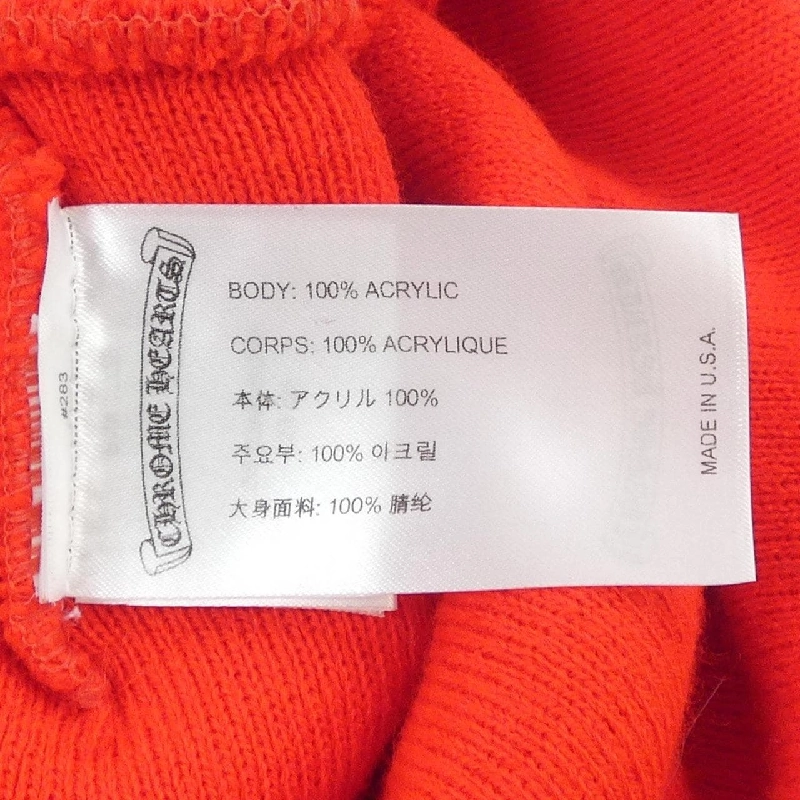 CHROME HEARTS
BODY: 100% ACRYLIC
CORPS: 100% ACRYLIQUE
本体: アクリル 100%
주요부: 100% 아크릴
大身面料: 100% 腈纶
MADE IN U.S.A.
#283